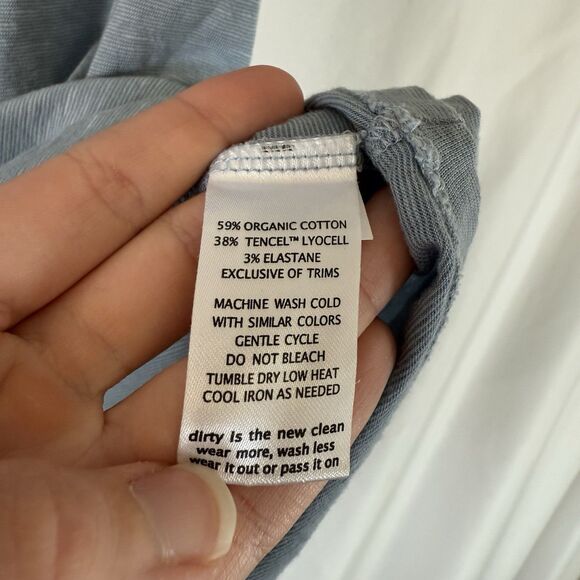 59% ORGANIC COTTON
38% TENCEL™ LYOCELL
3% ELASTANE
EXCLUSIVE OF TRIMS
MACHINE WASH COLD
WITH SIMILAR COLORS
GENTLE CYCLE
DO NOT BLEACH
TUMBLE DRY LOW HEAT
COOL IRON AS NEEDED
dirty is the new clean
wear more, wash less
wear it out or pass it on